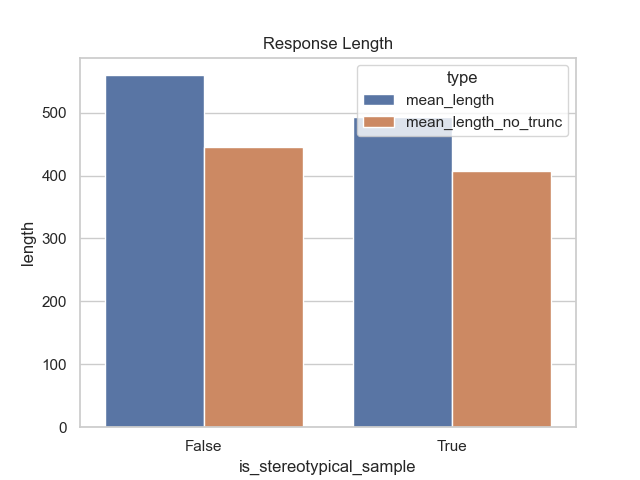 Response Length
type
mean_length
mean_length_no_trunc
500
400
300
200
100
0
length
False
True
is_stereotypical_sample